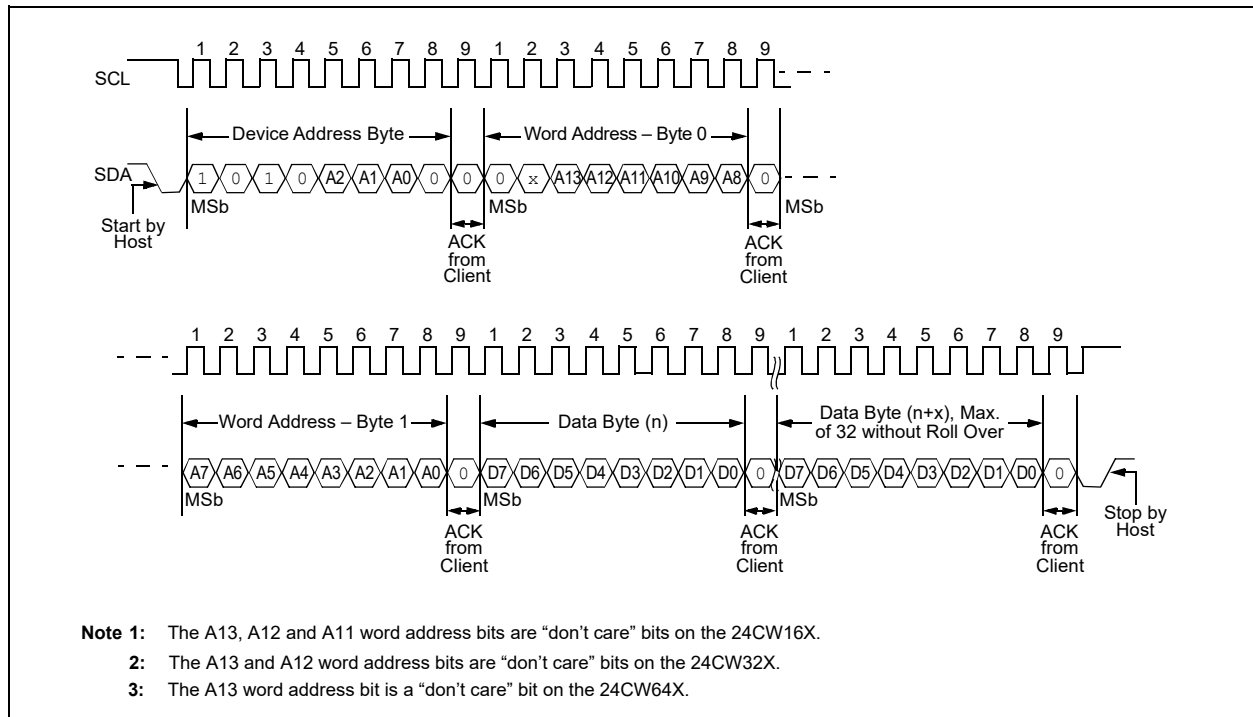 1 2 3 4 5 6 7 8 9 1 2 3 4 5 6 7 8 9
SCL
Device Address Byte
Word Address – Byte 0
SDA
1 0 1 0 A2 A1 A0 0 0 0 x A13 A12 A11 A10 A9 A8 0
MSb
MSb
MSb
Start by
Host
ACK
from
Client
ACK
from
Client
1 2 3 4 5 6 7 8 9 1 2 3 4 5 6 7 8 9 1 2 3 4 5 6 7 8 9
Word Address – Byte 1
Data Byte (n)
Data Byte (n+x), Max.
of 32 without Roll Over
A7 A6 A5 A4 A3 A2 A1 A0 0 D7 D6 D5 D4 D3 D2 D1 D0 0 D7 D6 D5 D4 D3 D2 D1 D0 0
MSb
MSb
MSb
Stop by
Host
ACK
from
Client
ACK
from
Client
ACK
from
Client
Note 1: The A13, A12 and A11 word address bits are “don’t care” bits on the 24CW16X.
2: The A13 and A12 word address bits are “don’t care” bits on the 24CW32X.
3: The A13 word address bit is a “don’t care” bit on the 24CW64X.